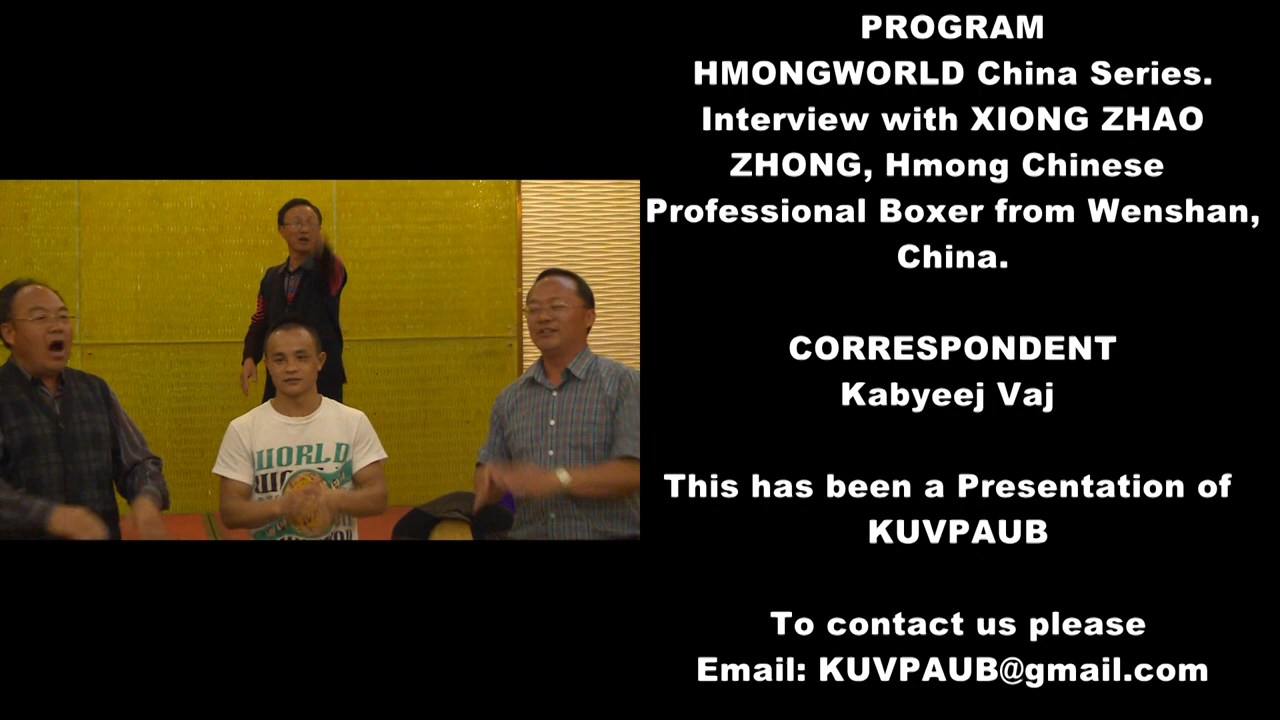 PROGRAM
HMONGWORLD China Series.
Interview with XIONG ZHAO
ZHONG, Hmong Chinese
Professional Boxer from Wenshan,
China.
CORRESPONDENT
Kabyeej Vaj
This has been a Presentation of
KUVPAUB
To contact us please
Email: KUVPAUB@gmail.com
WORLD